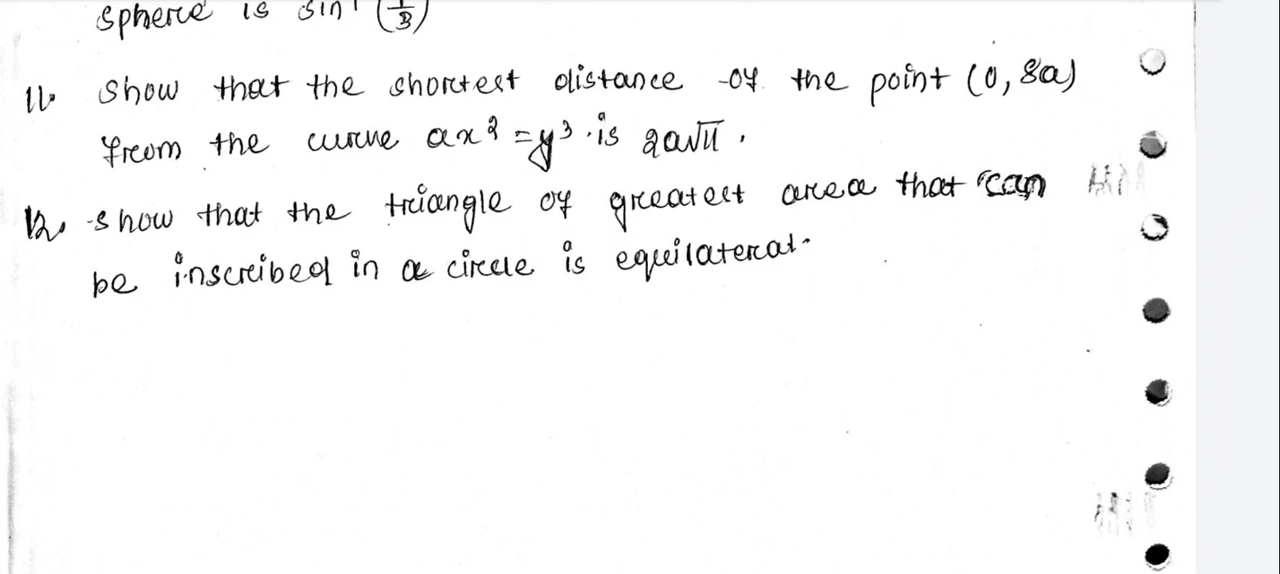 sphere is sin⁻¹(1/3)
11. Show that the shortest distance of the point (0, 8a)
from the curve ax² = y³ is 2a√11.
12. show that the triangle of greatest area that can
be inscribed in a circle is equilateral.